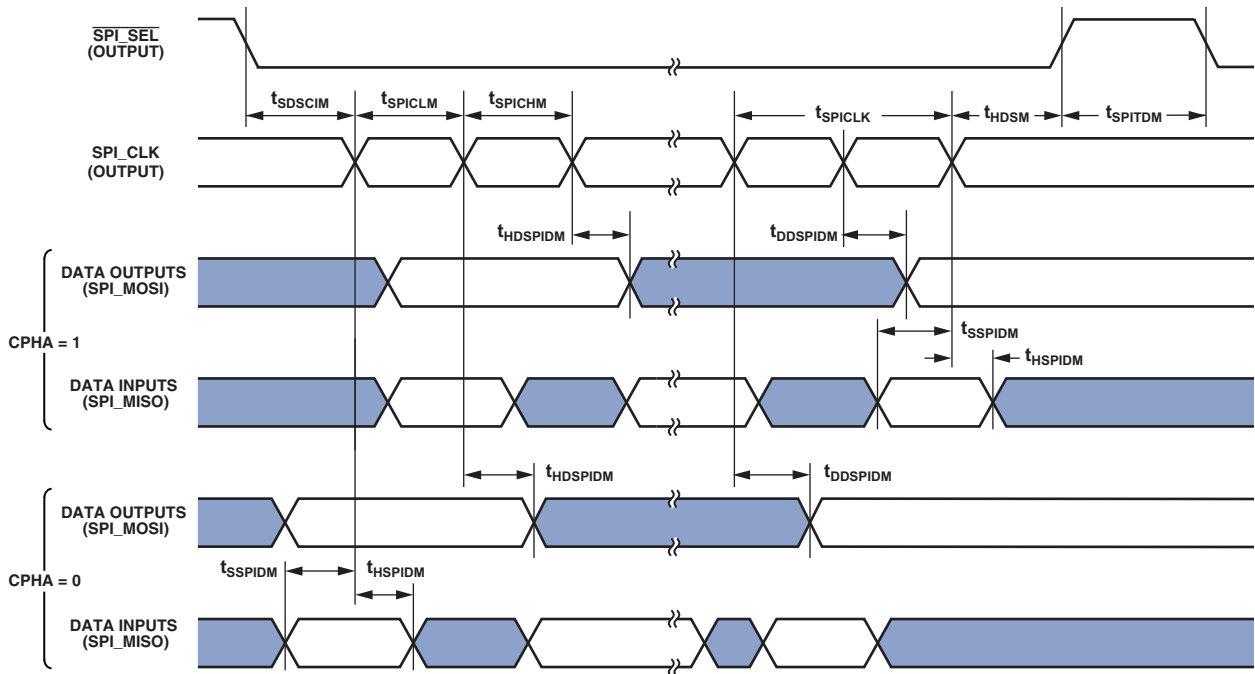 SPI_SEL
(OUTPUT)
tSDSCIM
tSPICLM
tSPICHM
tSPICLK
tHDSM
tSPITDM
SPI_CLK
(OUTPUT)
tHDSPIDM
tDDSPIDM
DATA OUTPUTS
(SPI_MOSI)
tSSPIDM
CPHA = 1
tHSPIDM
DATA INPUTS
(SPI_MISO)
tHDSPIDM
tDDSPIDM
DATA OUTPUTS
(SPI_MOSI)
CPHA = 0
tSSPIDM
tHSPIDM
DATA INPUTS
(SPI_MISO)